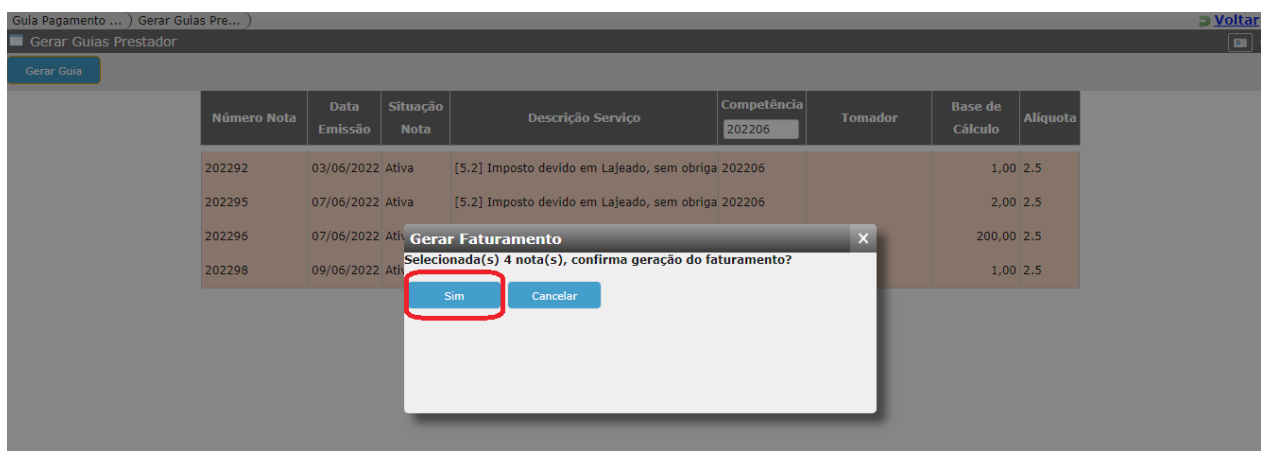 Guia Pagamento ... ) Gerar Guias Pre... ) Voltar
Gerar Guias Prestador
Gerar Guia
Número Nota Data Emissão Situação Nota Descrição Serviço Competência Tomador Base de Cálculo Alíquota
202206
202292 03/06/2022 Ativa [5.2] Imposto devido em Lajeado, sem obriga 202206 1,00 2.5
202295 07/06/2022 Ativa [5.2] Imposto devido em Lajeado, sem obriga 202206 2,00 2.5
202296 07/06/2022 Ativ 200,00 2.5
202298 09/06/2022 Ativ 1,00 2.5
Gerar Faturamento X
Selecionada(s) 4 nota(s), confirma geração do faturamento?
Sim Cancelar